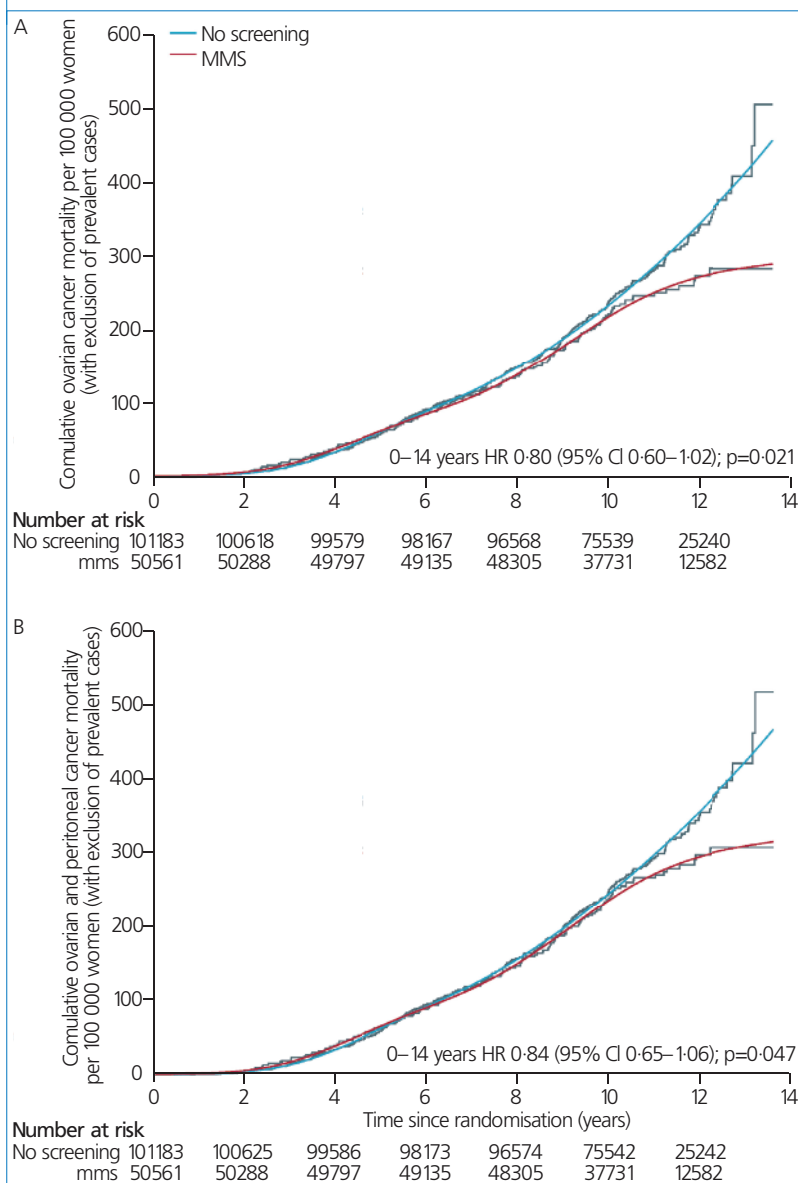 A
Comulative ovarian cancer mortality per 100 000 women
(with exclusion of prevalent cases)
600
500
400
300
200
100
0
No screening
MMS
0–14 years HR 0·80 (95% Cl 0·60–1·02); p=0·021
0 2 4 6 8 10 12 14
Number at risk
No screening 101183 100618 99579 98167 96568 75539 25240
mms 50561 50288 49797 49135 48305 37731 12582
B
Comulative ovarian and peritoneal cancer mortality
per 100 000 women (with exclusion of prevalent cases)
600
500
400
300
200
100
0
0–14 years HR 0·84 (95% Cl 0·65–1·06); p=0·047
0 2 4 6 8 10 12 14
Time since randomisation (years)
Number at risk
No screening 101183 100625 99586 98173 96574 75542 25242
mms 50561 50288 49797 49135 48305 37731 12582